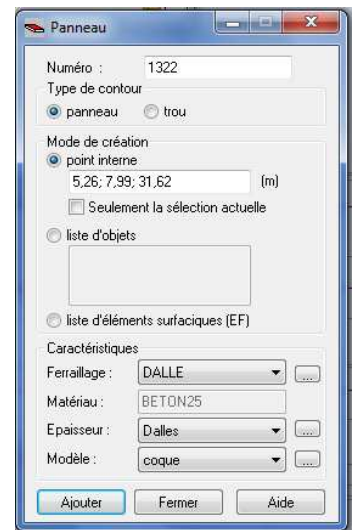 Panneau
Numéro : 1322
Type de contour
panneau trou
Mode de création
point interne
5,26; 7,99; 31,62 (m)
Seulement la sélection actuelle
liste d'objets
liste d'éléments surfaciques (EF)
Caractéristiques
Ferraillage : DALLE ...
Matériau : BETON25
Epaisseur : Dalles ...
Modèle : coque ...
Ajouter Fermer Aide